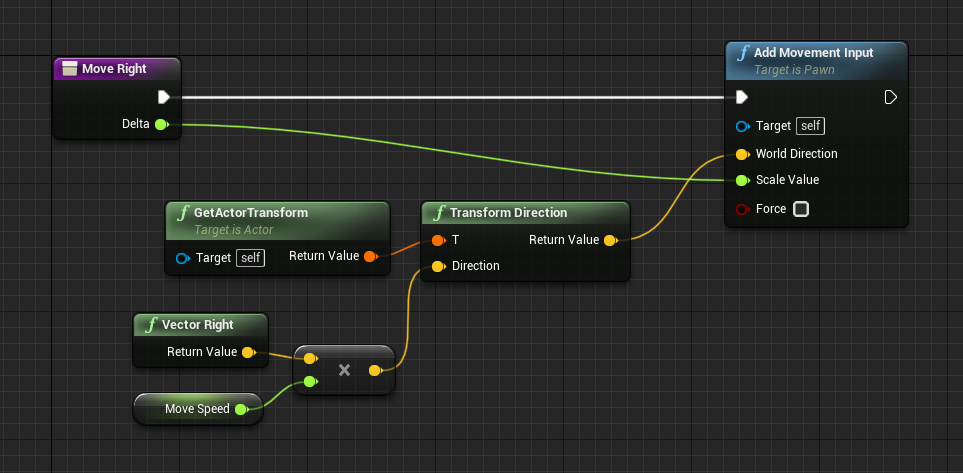 Move Right
Delta
Add Movement Input
Target is Pawn
Target self
World Direction
Scale Value
Force
GetActorTransform
Target is Actor
Target self Return Value
Transform Direction
T Return Value
Direction
Vector Right
Return Value
Move Speed